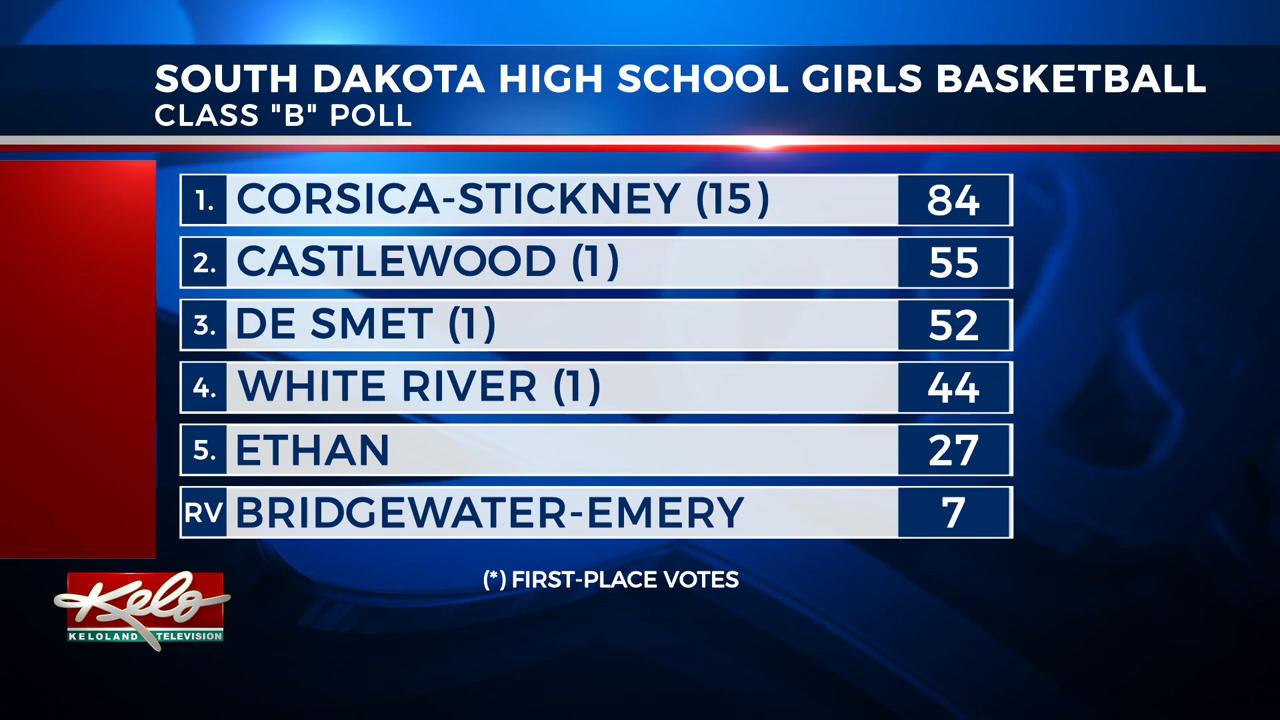 SOUTH DAKOTA HIGH SCHOOL GIRLS BASKETBALL
CLASS "B" POLL
1. CORSICA-STICKNEY (15) 84
2. CASTLEWOOD (1) 55
3. DE SMET (1) 52
4. WHITE RIVER (1) 44
5. ETHAN 27
RV BRIDGEWATER-EMERY 7
(*) FIRST-PLACE VOTES
Kelo
KELOLAND TELEVISION